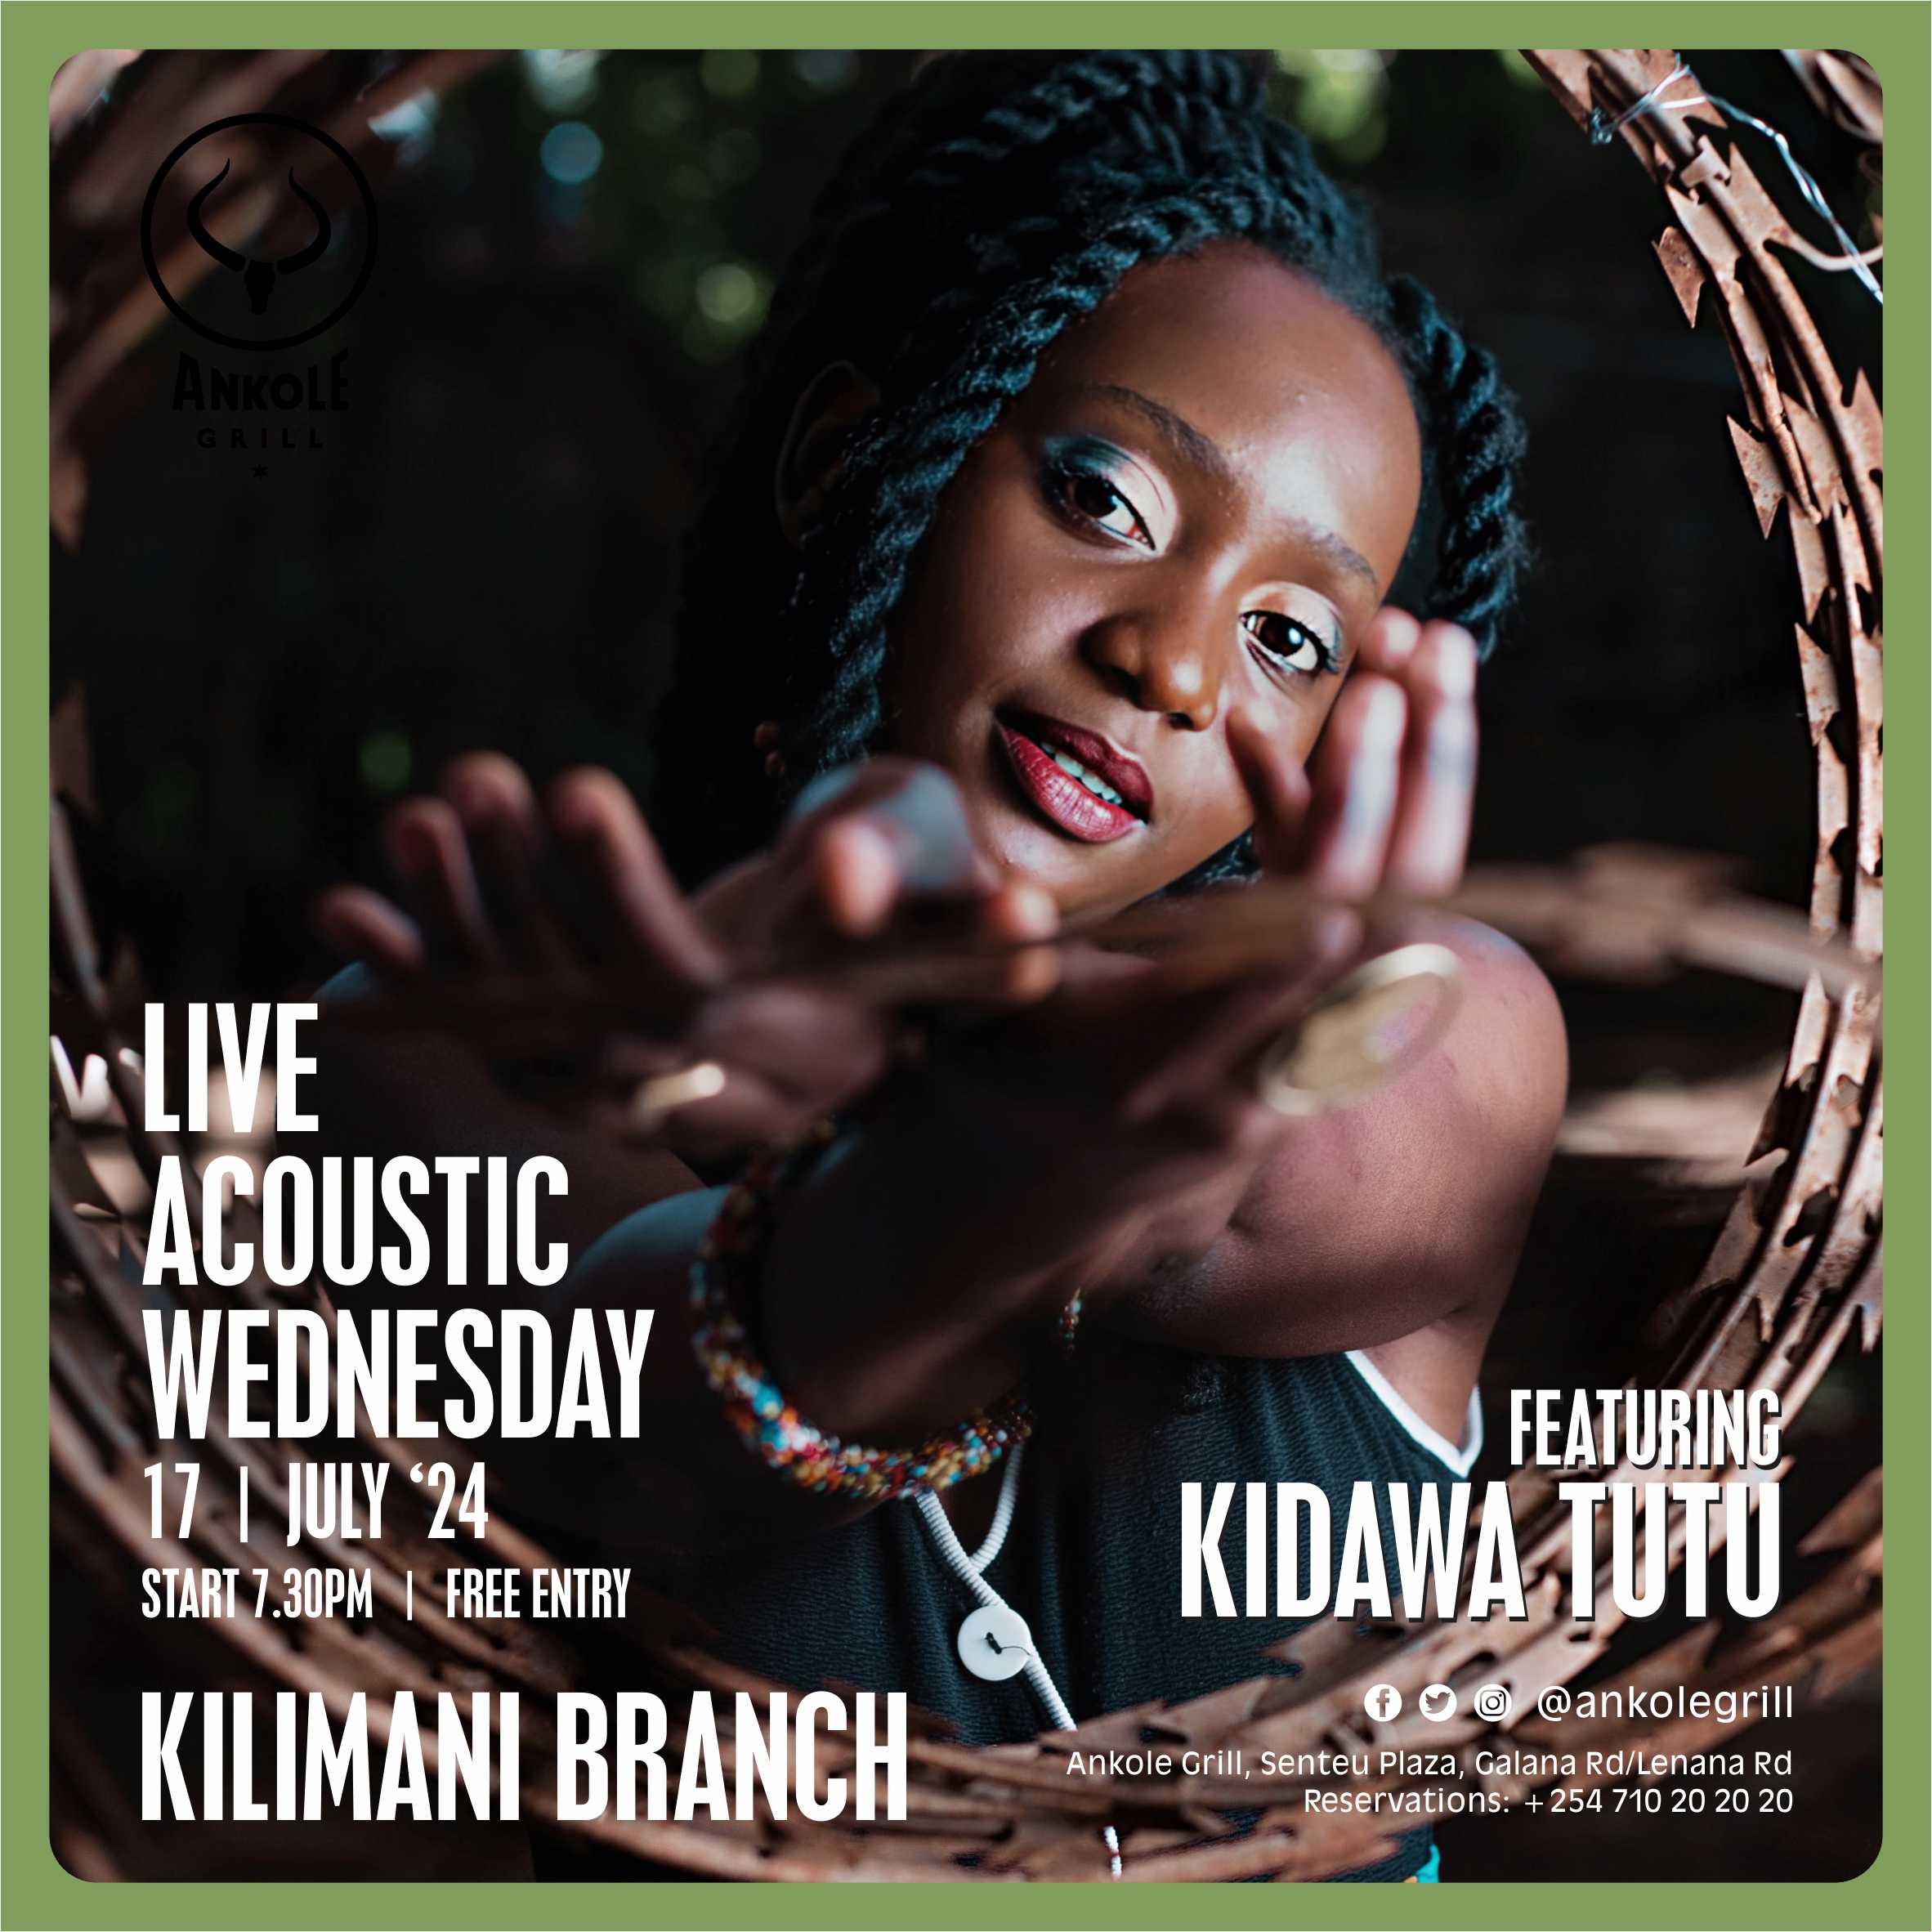 ANKOLE
GRILL
LIVE
ACOUSTIC
WEDNESDAY
17 | JULY ‘24
START 7.30PM | FREE ENTRY
KILIMANI BRANCH
FEATURING
KIDAWA TUTU
@ankolegrill
Ankole Grill, Senteu Plaza, Galana Rd/Lenana Rd
Reservations: +254 710 20 20 20